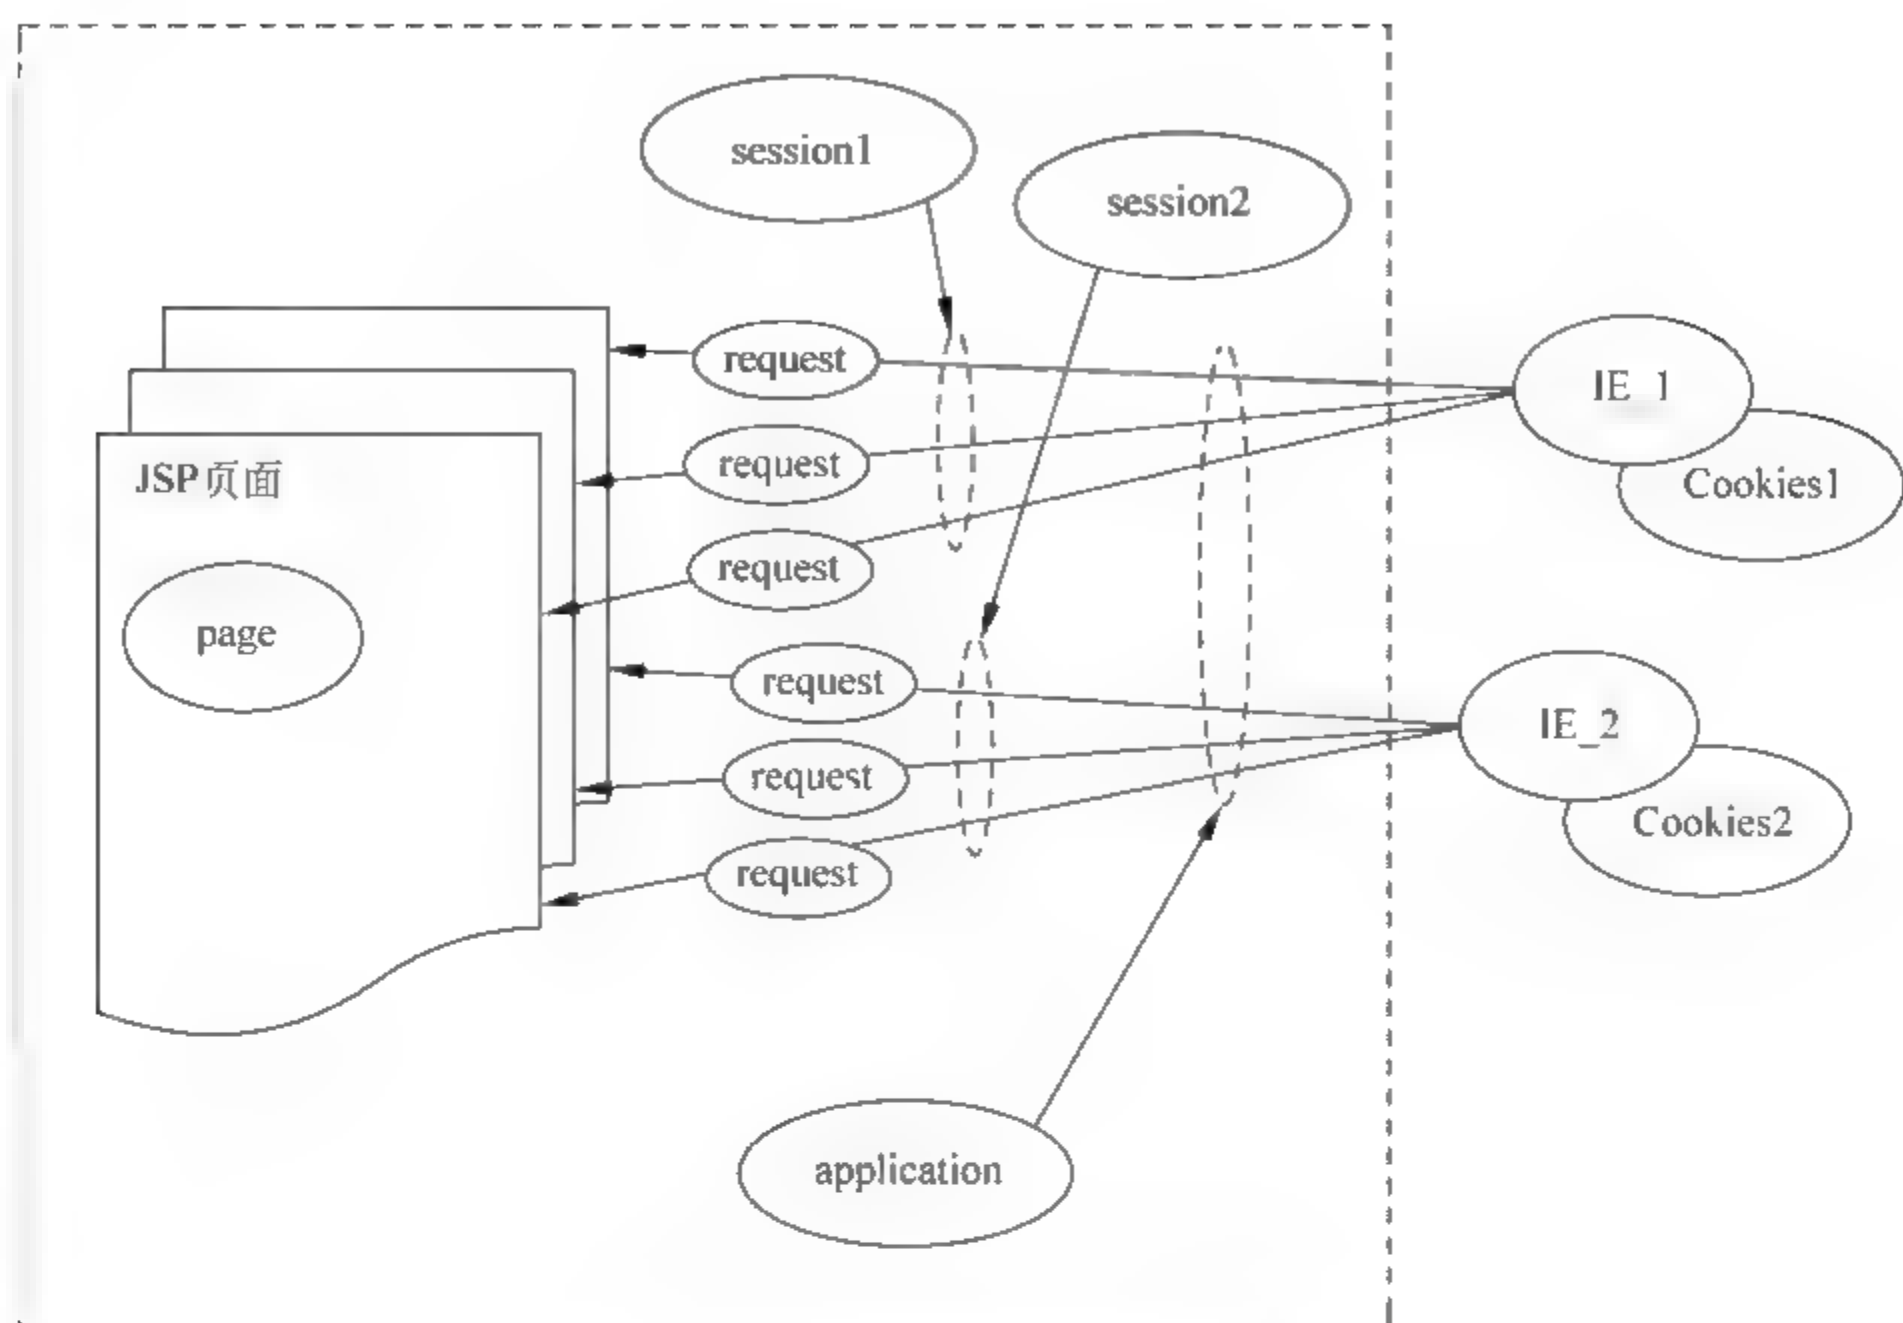 session1
session2
request
IE_1
request
Cookies1
JSP页面
request
page
request
IE_2
request
Cookies2
request
application